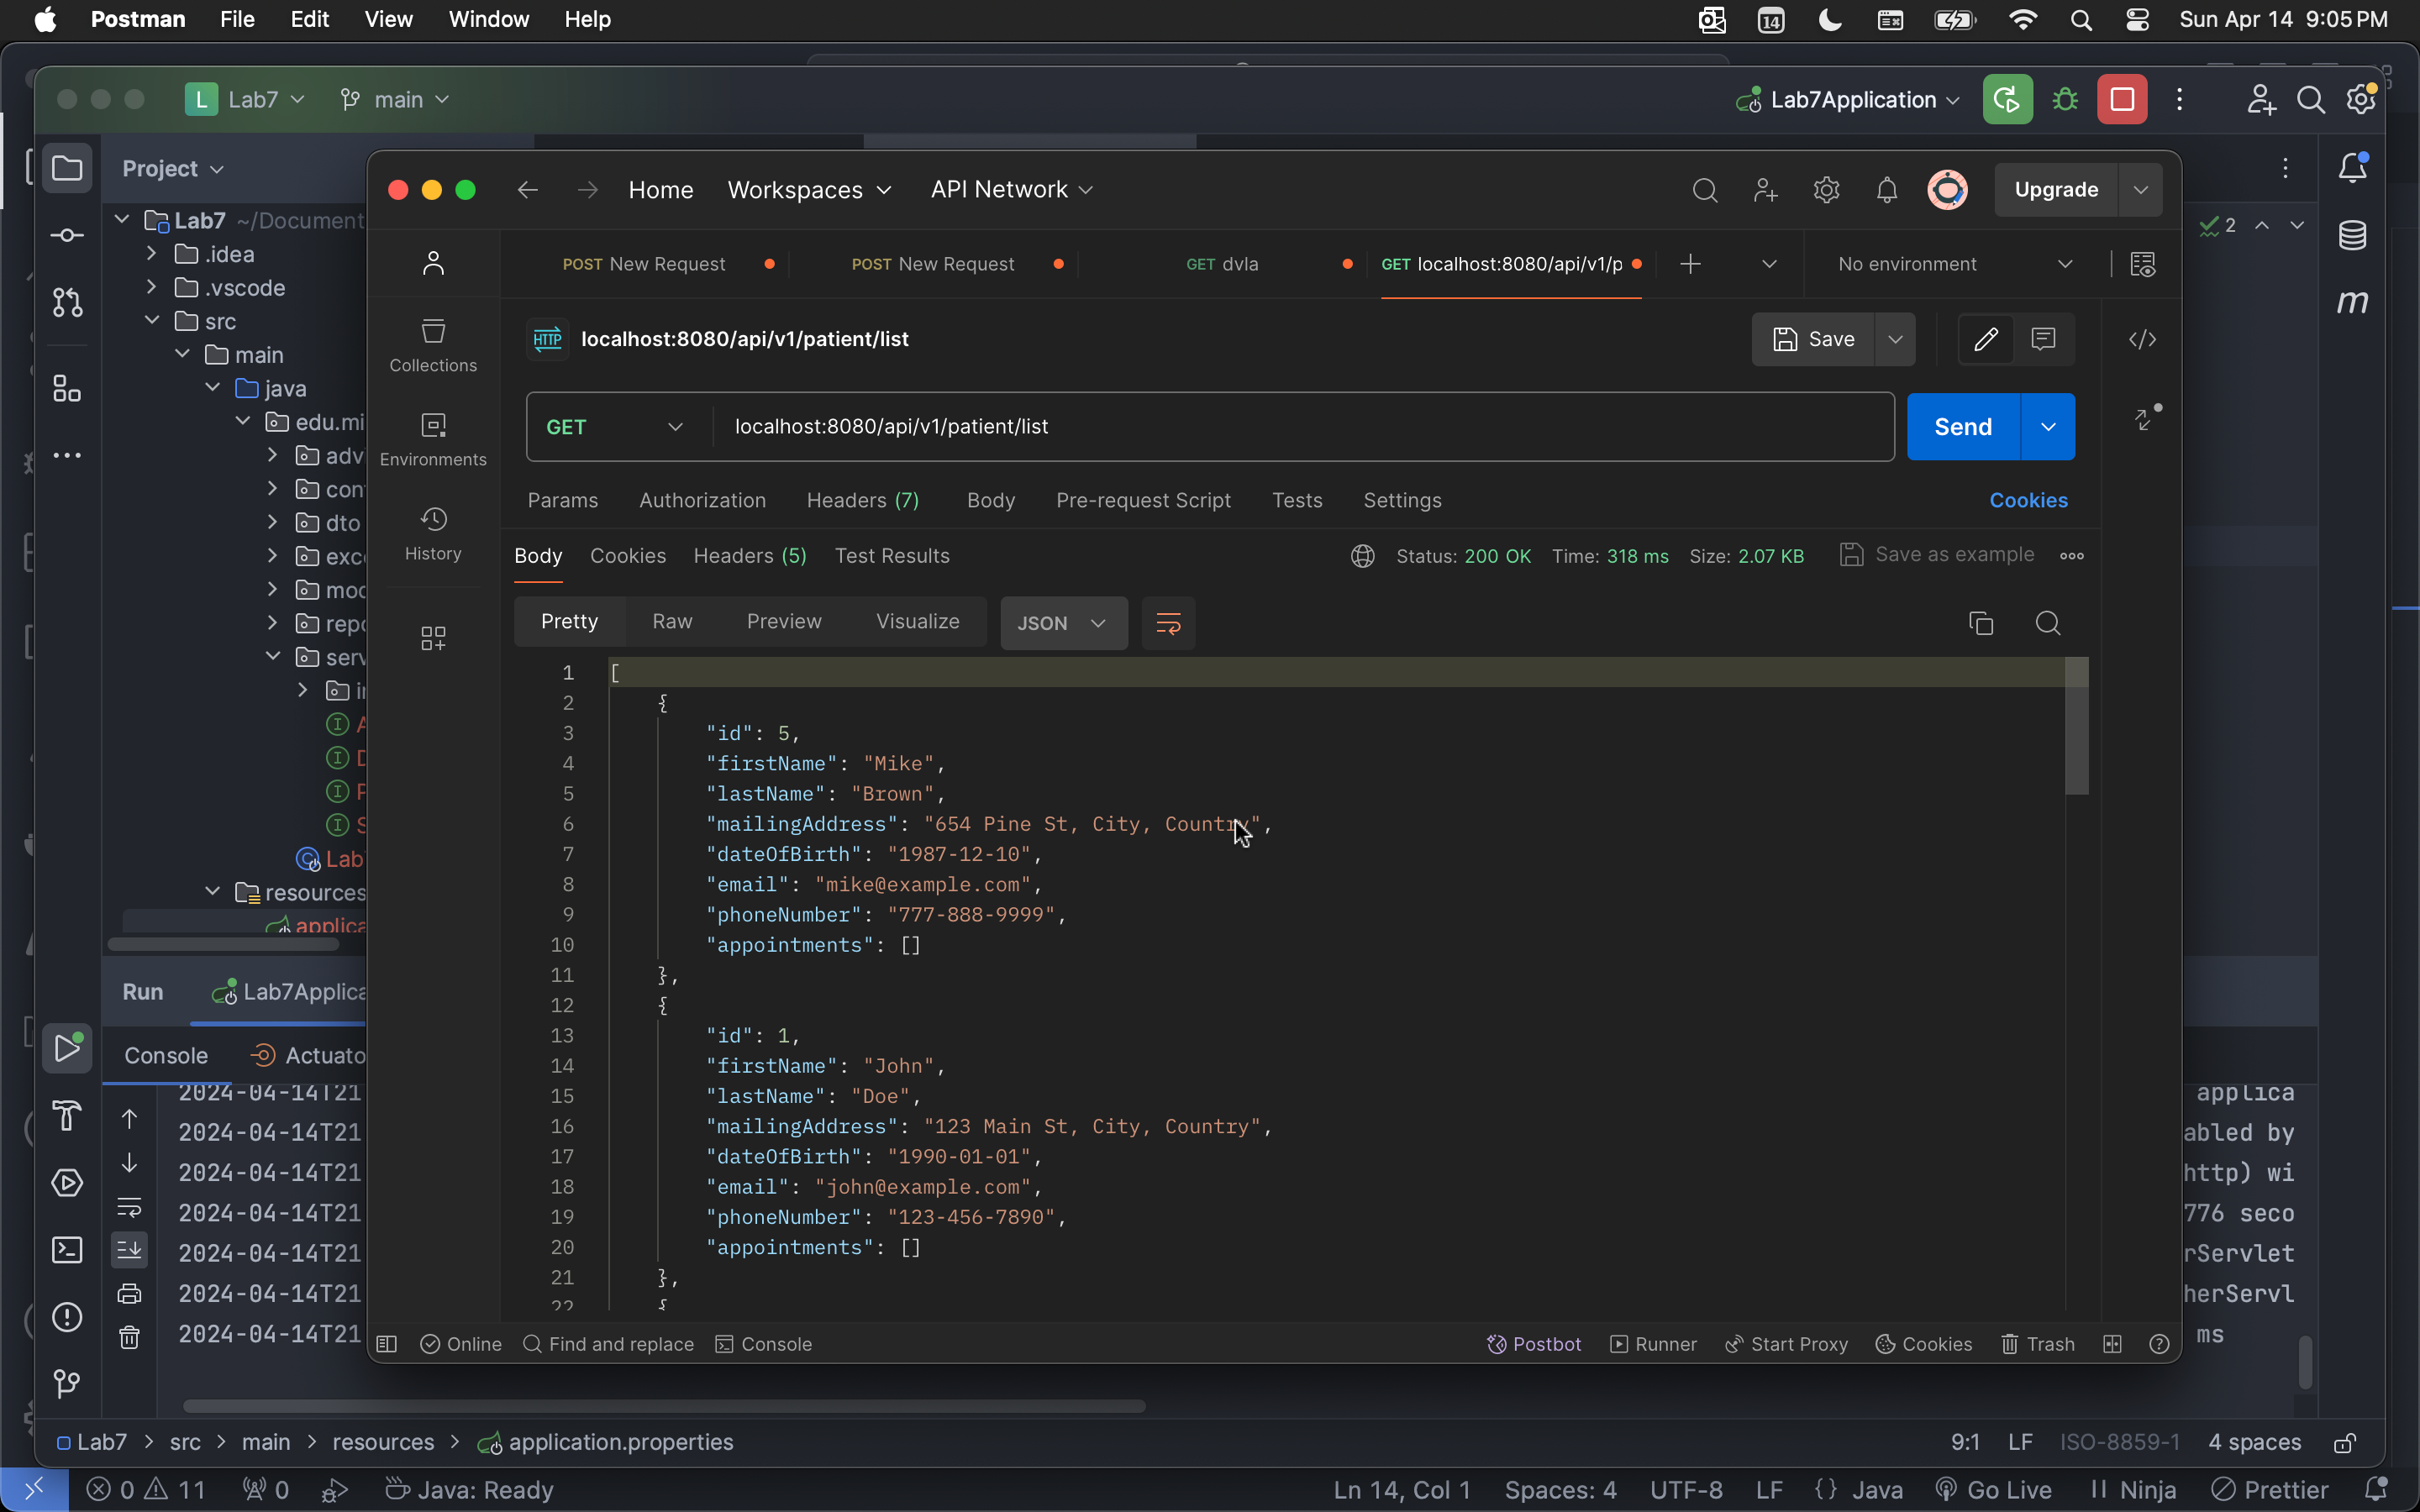 Postman File Edit View Window Help
14
Sun Apr 14 9:05 PM
L Lab7 main
Lab7Application
Project
Lab7 ~/Document
.idea
.vscode
src
main
java
edu.mi
adv
con
dto
exc
mod
repo
serv
Lab
resources
applica
Run Lab7Applica
Console Actuato
2024-04-14T21
2024-04-14T21
2024-04-14T21
2024-04-14T21
2024-04-14T21
2024-04-14T21
2024-04-14T21
Home Workspaces API Network
Upgrade
POST New Request
POST New Request
GET dvla
GET localhost:8080/api/v1/p
No environment
Collections
Environments
History
HTTP localhost:8080/api/v1/patient/list
Save
GET localhost:8080/api/v1/patient/list
Send
Params Authorization Headers (7) Body Pre-request Script Tests Settings
Cookies
Body Cookies Headers (5) Test Results
Status: 200 OK Time: 318 ms Size: 2.07 KB Save as example
Pretty Raw Preview Visualize JSON
1 [
2 {
3 "id": 5,
4 "firstName": "Mike",
5 "lastName": "Brown",
6 "mailingAddress": "654 Pine St, City, Country",
7 "dateOfBirth": "1987-12-10",
8 "email": "mike@example.com",
9 "phoneNumber": "777-888-9999",
10 "appointments": []
11 },
12 {
13 "id": 1,
14 "firstName": "John",
15 "lastName": "Doe",
16 "mailingAddress": "123 Main St, City, Country",
17 "dateOfBirth": "1990-01-01",
18 "email": "john@example.com",
19 "phoneNumber": "123-456-7890",
20 "appointments": []
21 },
22 {
Online Find and replace Console
Postbot Runner Start Proxy Cookies Trash
2
m
applica
abled by
http) wi
776 seco
rServlet
herServl
ms
Lab7 > src > main > resources > application.properties
9:1 LF ISO-8859-1 4 spaces
0 11 0 Java: Ready
Ln 14, Col 1 Spaces: 4 UTF-8 LF {} Java Go Live Ninja Prettier